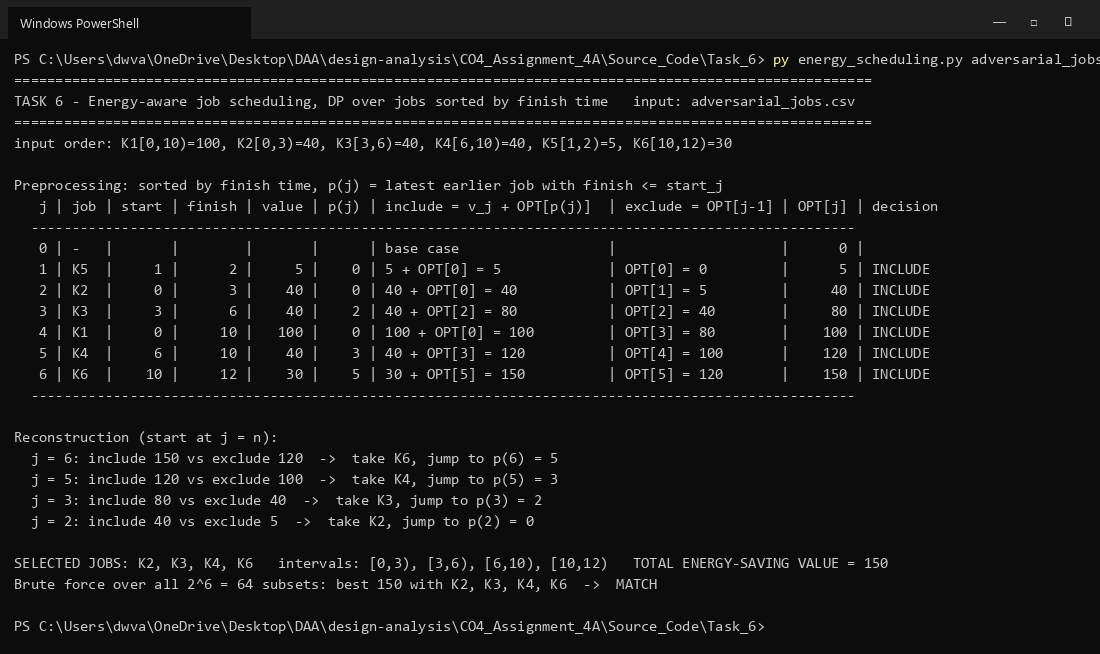 Windows PowerShell
PS C:\Users\dwva\OneDrive\Desktop\DAA\design-analysis\CO4_Assignment_4A\Source_Code\Task_6> py energy_scheduling.py adversarial_jobs
========================================================================================================
TASK 6 - Energy-aware job scheduling, DP over jobs sorted by finish time   input: adversarial_jobs.csv
========================================================================================================
input order: K1[0,10)=100, K2[0,3)=40, K3[3,6)=40, K4[6,10)=40, K5[1,2)=5, K6[10,12)=30
Preprocessing: sorted by finish time, p(j) = latest earlier job with finish <= start_j
   j | job | start | finish | value | p(j) | include = v_j + OPT[p(j)]  | exclude = OPT[j-1] | OPT[j] | decision
  ----------------------------------------------------------------------------------------------------
   0 | -   |       |        |       |      | base case                  |                    |      0 |
   1 | K5  |     1 |      2 |     5 |    0 | 5 + OPT[0] = 5             | OPT[0] = 0         |      5 | INCLUDE
   2 | K2  |     0 |      3 |    40 |    0 | 40 + OPT[0] = 40           | OPT[1] = 5         |     40 | INCLUDE
   3 | K3  |     3 |      6 |    40 |    2 | 40 + OPT[2] = 80           | OPT[2] = 40        |     80 | INCLUDE
   4 | K1  |     0 |     10 |   100 |    0 | 100 + OPT[0] = 100         | OPT[3] = 80        |    100 | INCLUDE
   5 | K4  |     6 |     10 |    40 |    3 | 40 + OPT[3] = 120          | OPT[4] = 100       |    120 | INCLUDE
   6 | K6  |    10 |     12 |    30 |    5 | 30 + OPT[5] = 150          | OPT[5] = 120       |    150 | INCLUDE
  ----------------------------------------------------------------------------------------------------
Reconstruction (start at j = n):
  j = 6: include 150 vs exclude 120  ->  take K6, jump to p(6) = 5
  j = 5: include 120 vs exclude 100  ->  take K4, jump to p(5) = 3
  j = 3: include 80 vs exclude 40  ->  take K3, jump to p(3) = 2
  j = 2: include 40 vs exclude 5  ->  take K2, jump to p(2) = 0
SELECTED JOBS: K2, K3, K4, K6   intervals: [0,3), [3,6), [6,10), [10,12)   TOTAL ENERGY-SAVING VALUE = 150
Brute force over all 2^6 = 64 subsets: best 150 with K2, K3, K4, K6  ->  MATCH
PS C:\Users\dwva\OneDrive\Desktop\DAA\design-analysis\CO4_Assignment_4A\Source_Code\Task_6>